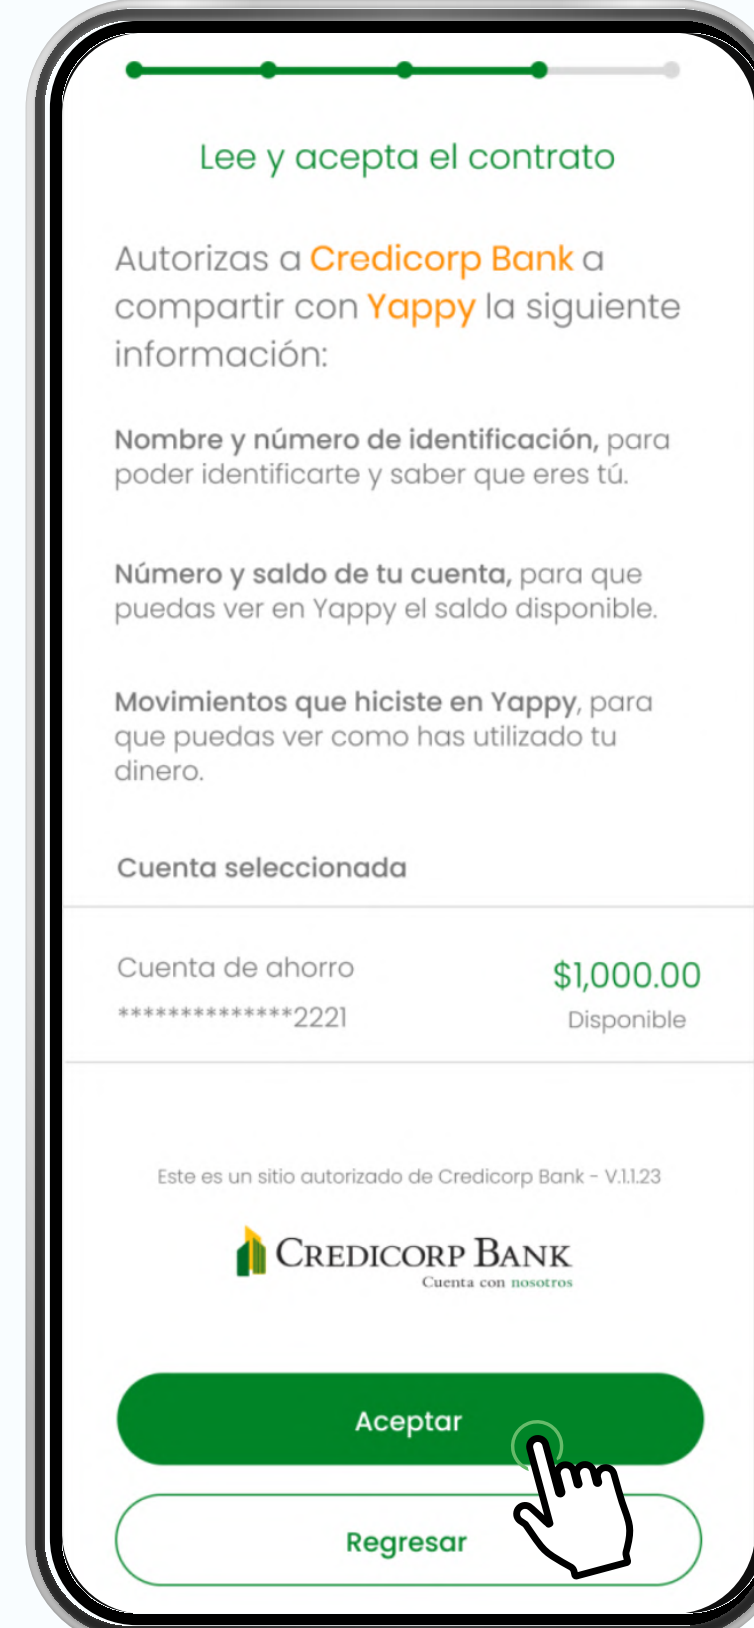 Lee y acepta el contrato
Autorizas a Credicorp Bank a
compartir con Yappy la siguiente
información:
Nombre y número de identificación, para
poder identificarte y saber que eres tú.
Número y saldo de tu cuenta, para que
puedas ver en Yappy el saldo disponible.
Movimientos que hiciste en Yappy, para
que puedas ver como has utilizado tu
dinero.
Cuenta seleccionada
Cuenta de ahorro
$1,000.00
**************2221
Disponible
Este es un sitio autorizado de Credicorp Bank - V.1.1.23
CREDICORP BANK
Cuenta con nosotros
Aceptar
Regresar